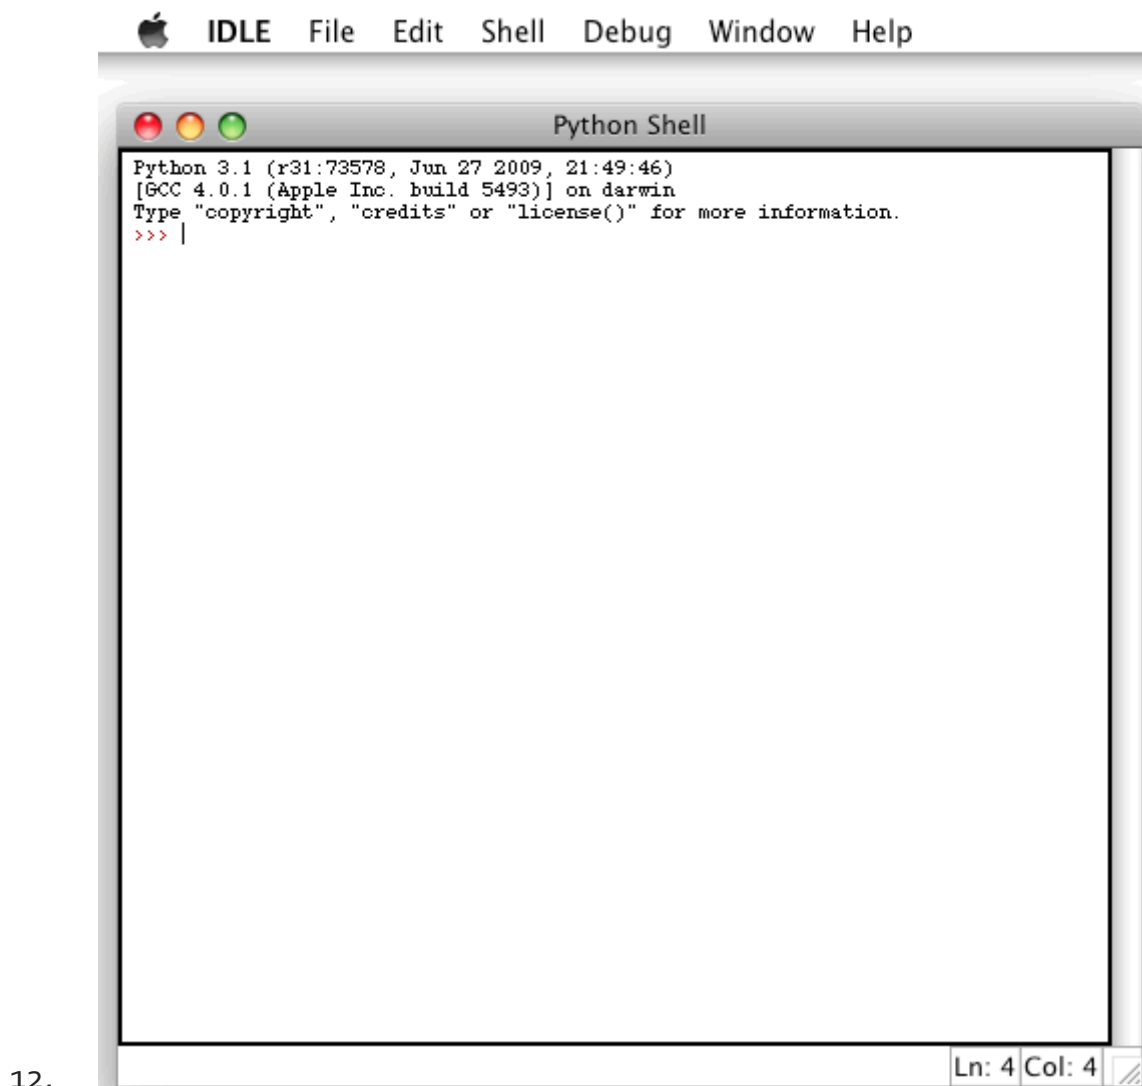 IDLE File Edit Shell Debug Window Help
Python Shell
Python 3.1 (r31:73578, Jun 27 2009, 21:49:46)
[GCC 4.0.1 (Apple Inc. build 5493)] on darwin
Type "copyright", "credits" or "license()" for more information.
>>>
Ln: 4 Col: 4
12.